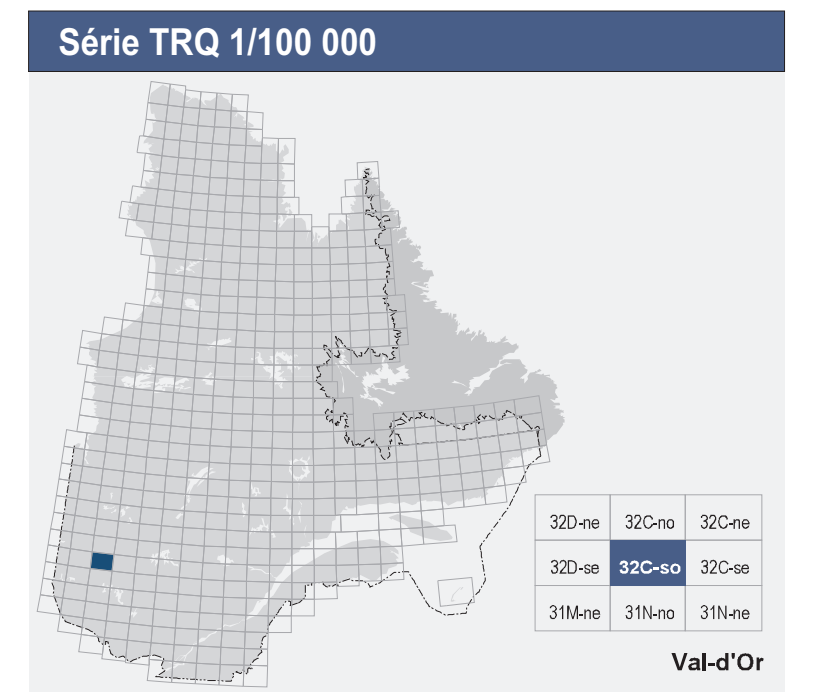 Série TRQ 1/100 000
32D-ne 32C-no 32C-ne
32D-se 32C-so 32C-se
31M-ne 31N-no 31N-ne
Val-d'Or